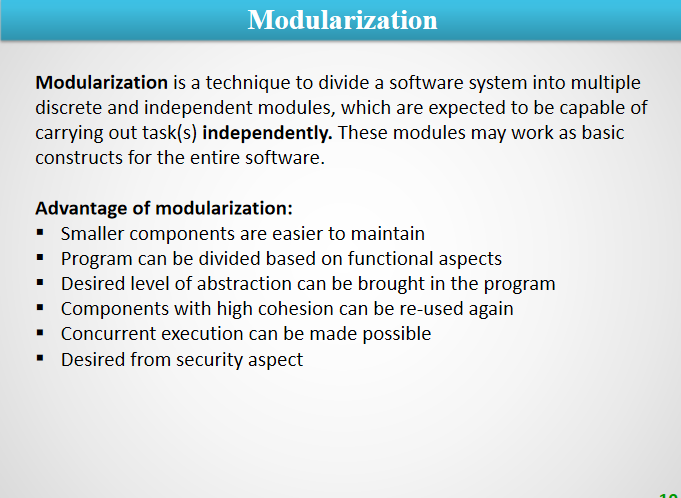 Modularization
Modularization is a technique to divide a software system into multiple
discrete and independent modules, which are expected to be capable of
carrying out task(s) independently. These modules may work as basic
constructs for the entire software.
Advantage of modularization:
▪ Smaller components are easier to maintain
▪ Program can be divided based on functional aspects
▪ Desired level of abstraction can be brought in the program
▪ Components with high cohesion can be re-used again
▪ Concurrent execution can be made possible
▪ Desired from security aspect